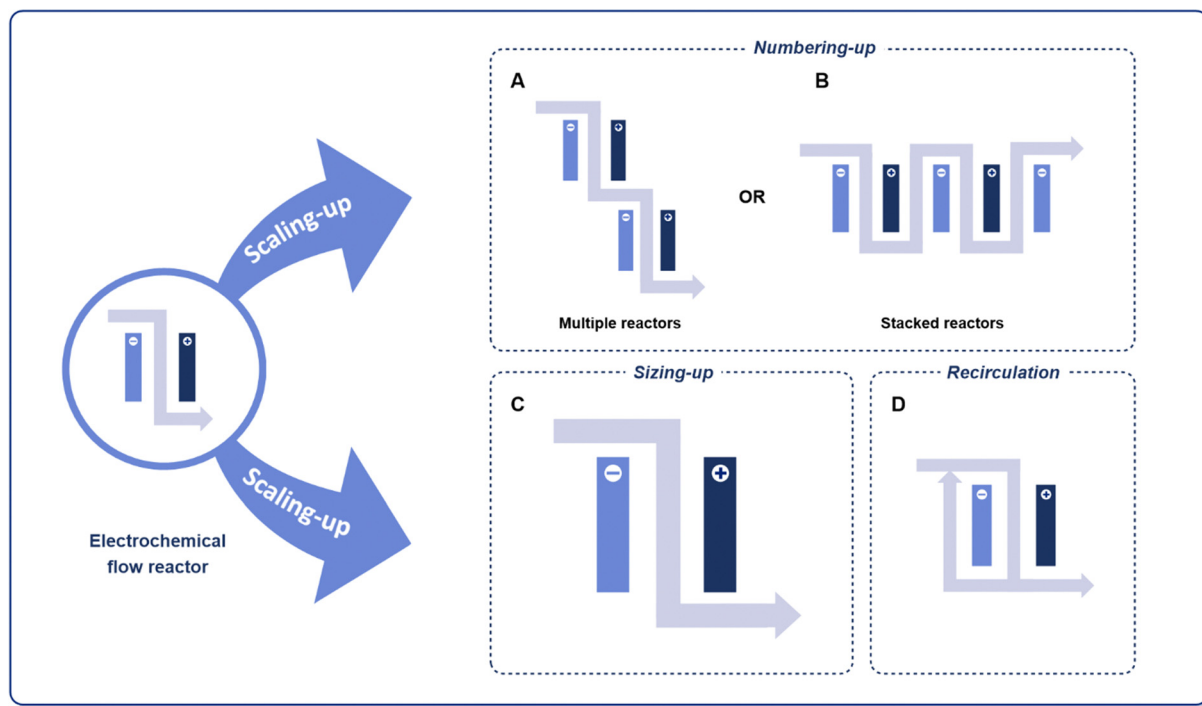 Numbering-up
A
B
− + − + − + − + −
OR
Multiple reactors
Stacked reactors
Scaling-up
− +
Scaling-up
Electrochemical
flow reactor
Sizing-up
C
− +
Recirculation
D
− +